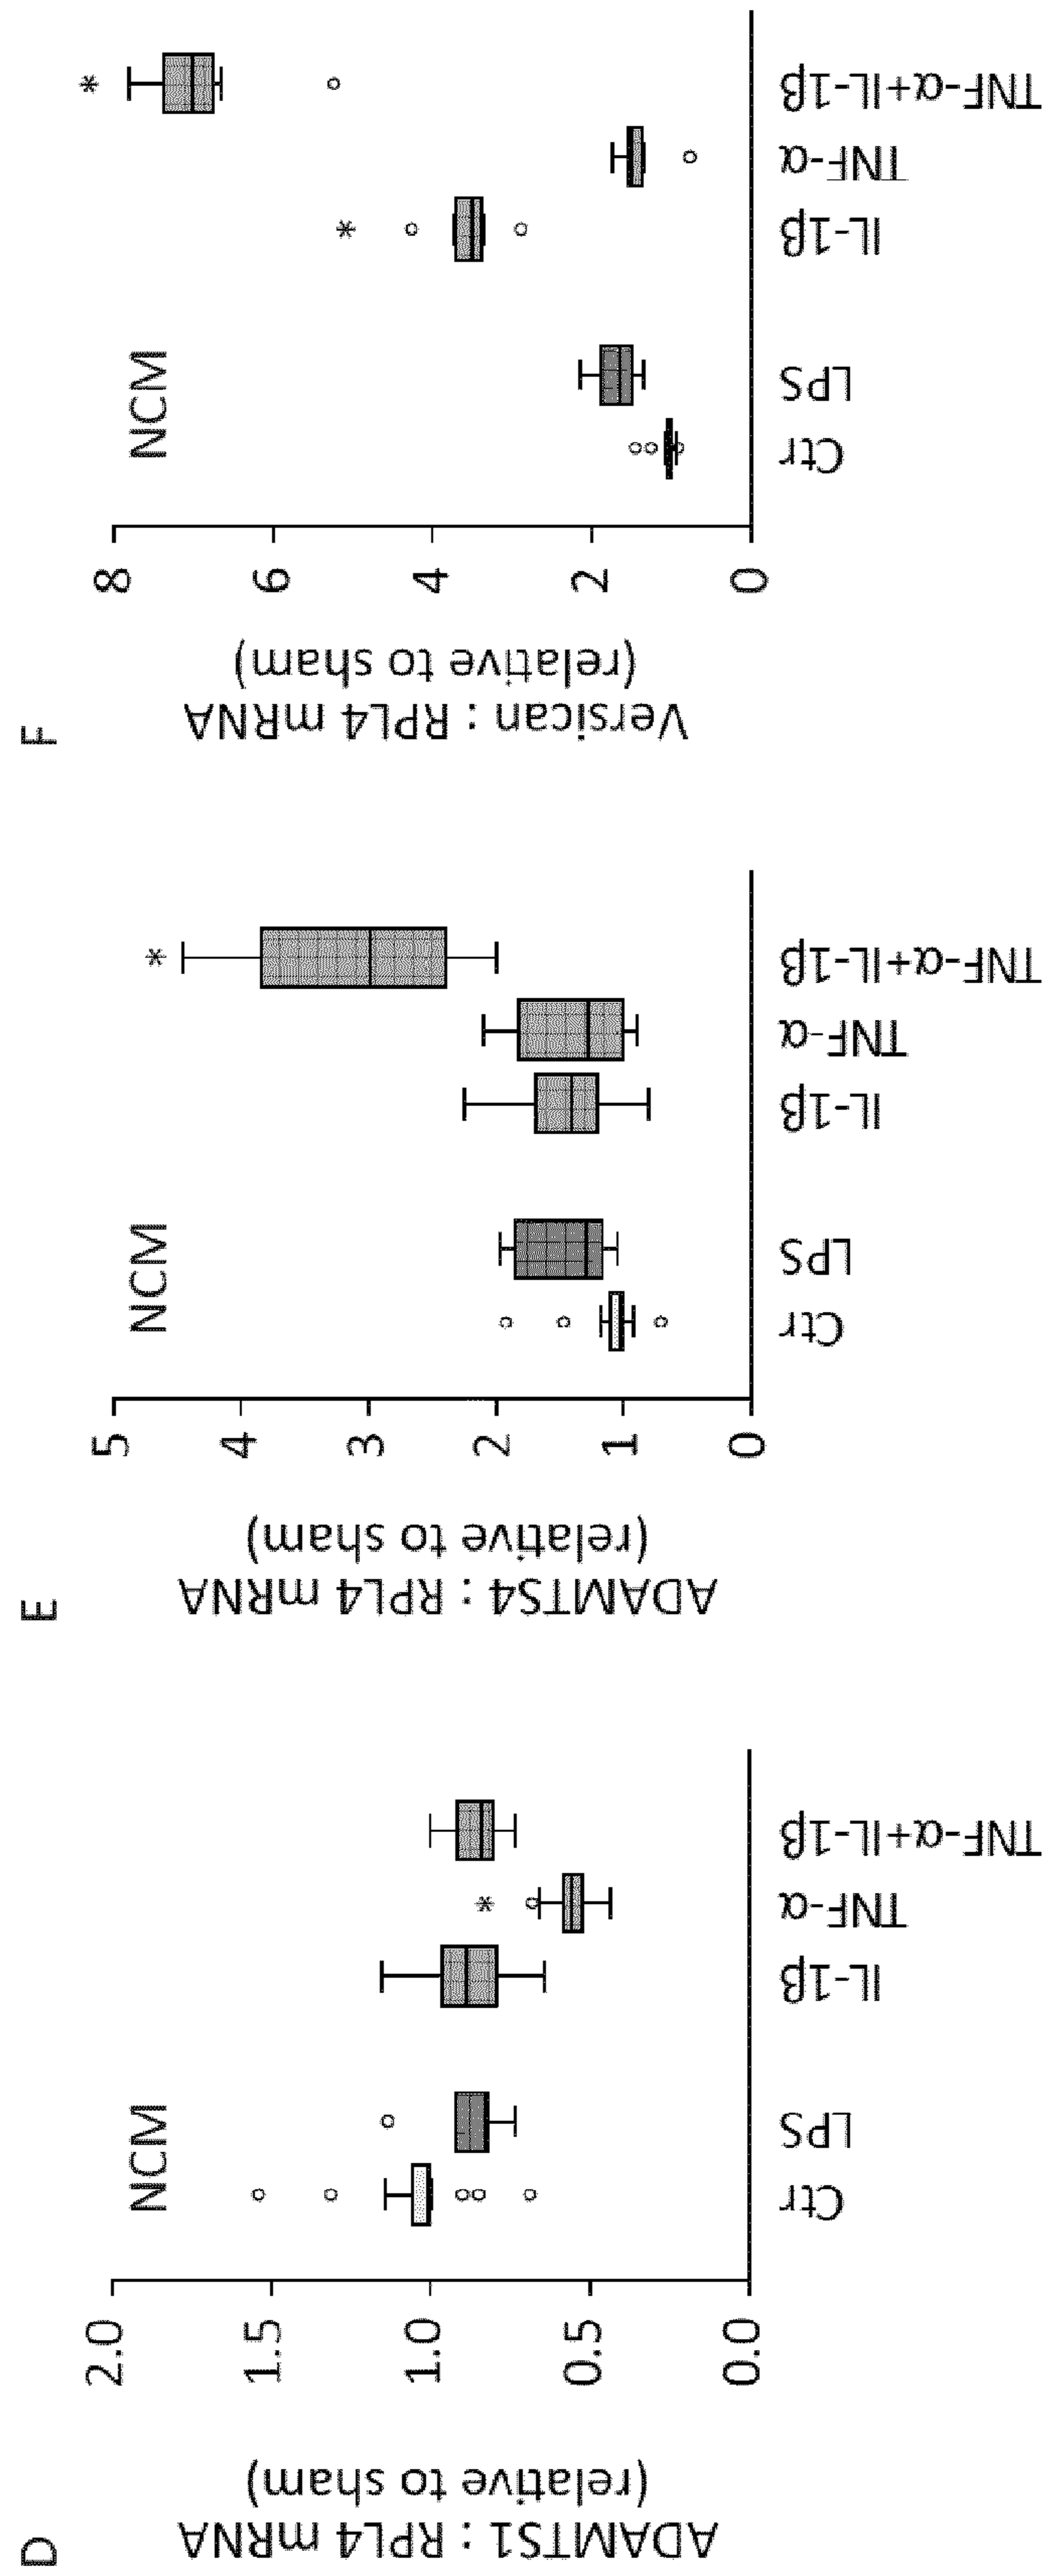 D
ADAMTS1 : RPL4 mRNA
(relative to sham)
2.0
1.5
1.0
0.5
0.0
NCM
*
Ctr
LPS
IL-1β
TNF-α
TNF-α+IL-1β
E
ADAMTS4 : RPL4 mRNA
(relative to sham)
5
4
3
2
1
0
NCM
*
Ctr
LPS
IL-1β
TNF-α
TNF-α+IL-1β
F
Versican : RPL4 mRNA
(relative to sham)
8
6
4
2
0
NCM
*
*
Ctr
LPS
IL-1β
TNF-α
TNF-α+IL-1β